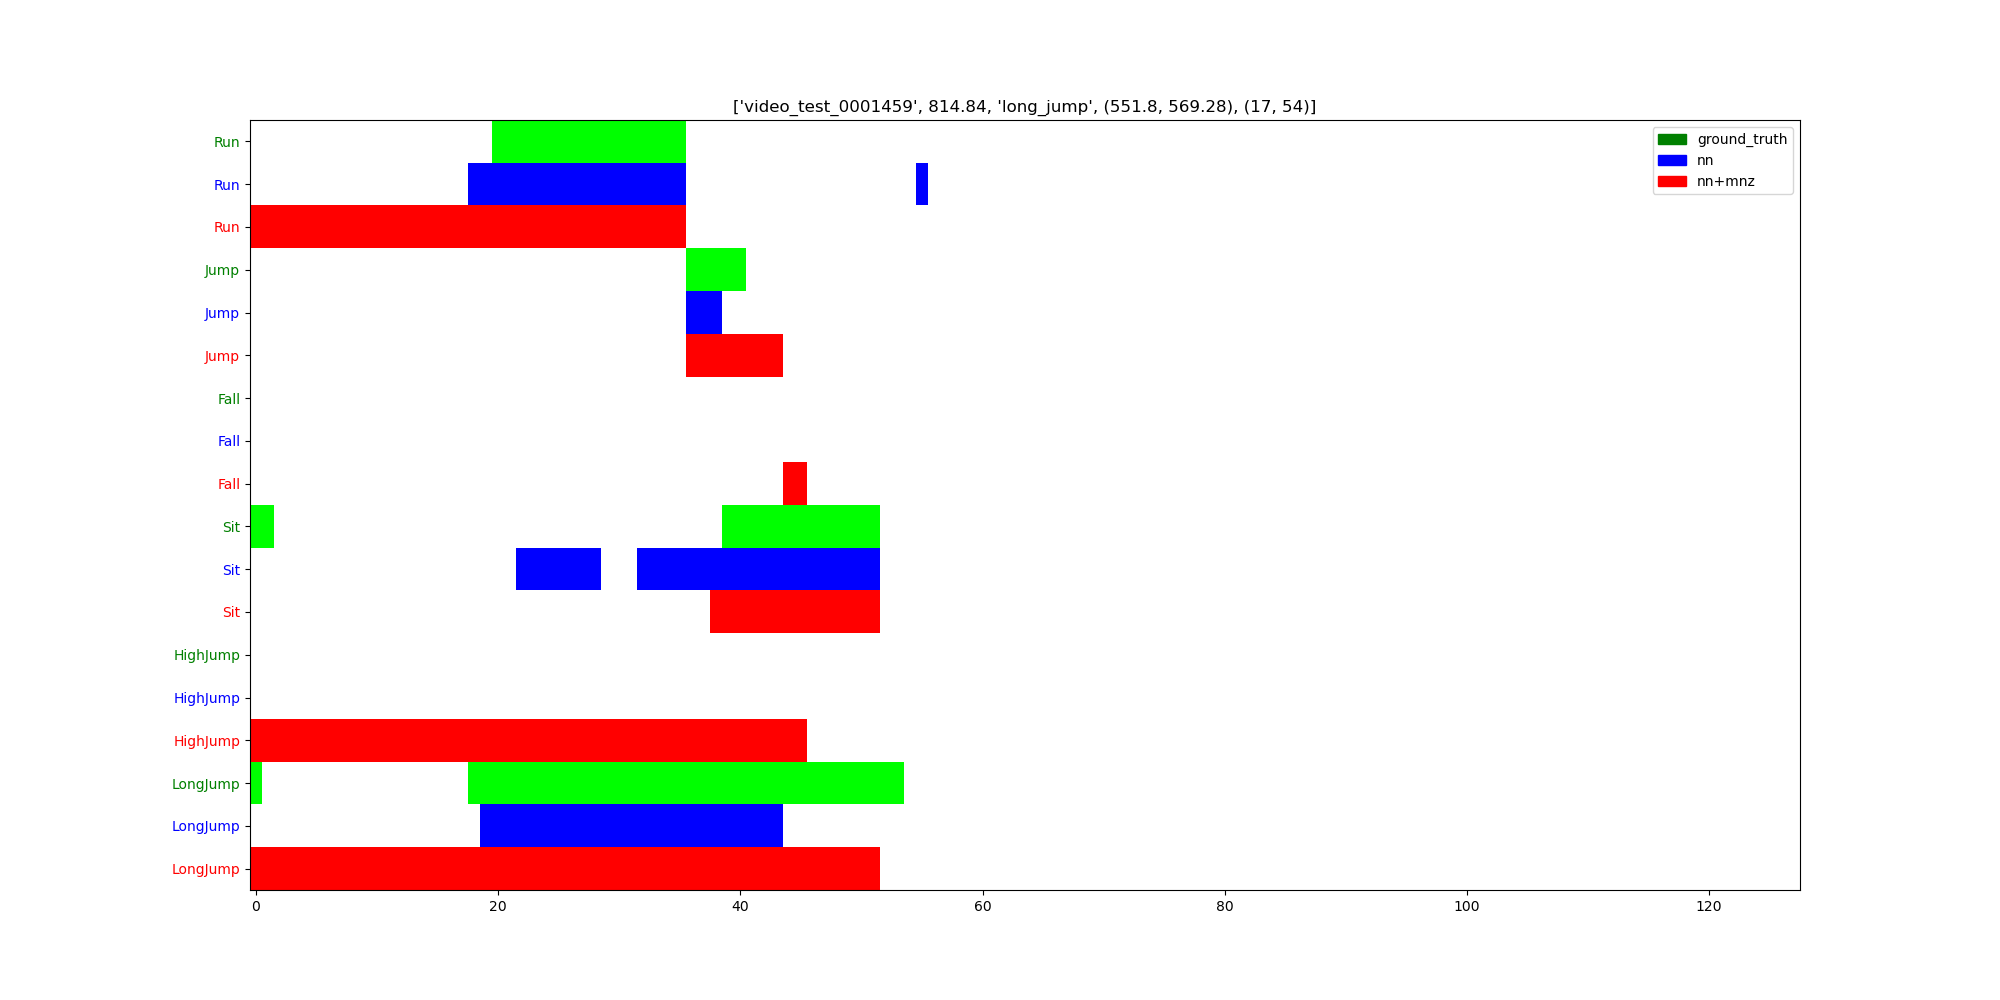 ['video_test_0001459', 814.84, 'long_jump', (551.8, 569.28), (17, 54)]
ground_truth
nn
nn+mnz
Run
Run
Run
Jump
Jump
Jump
Fall
Fall
Fall
Sit
Sit
Sit
HighJump
HighJump
HighJump
LongJump
LongJump
LongJump
0 20 40 60 80 100 120